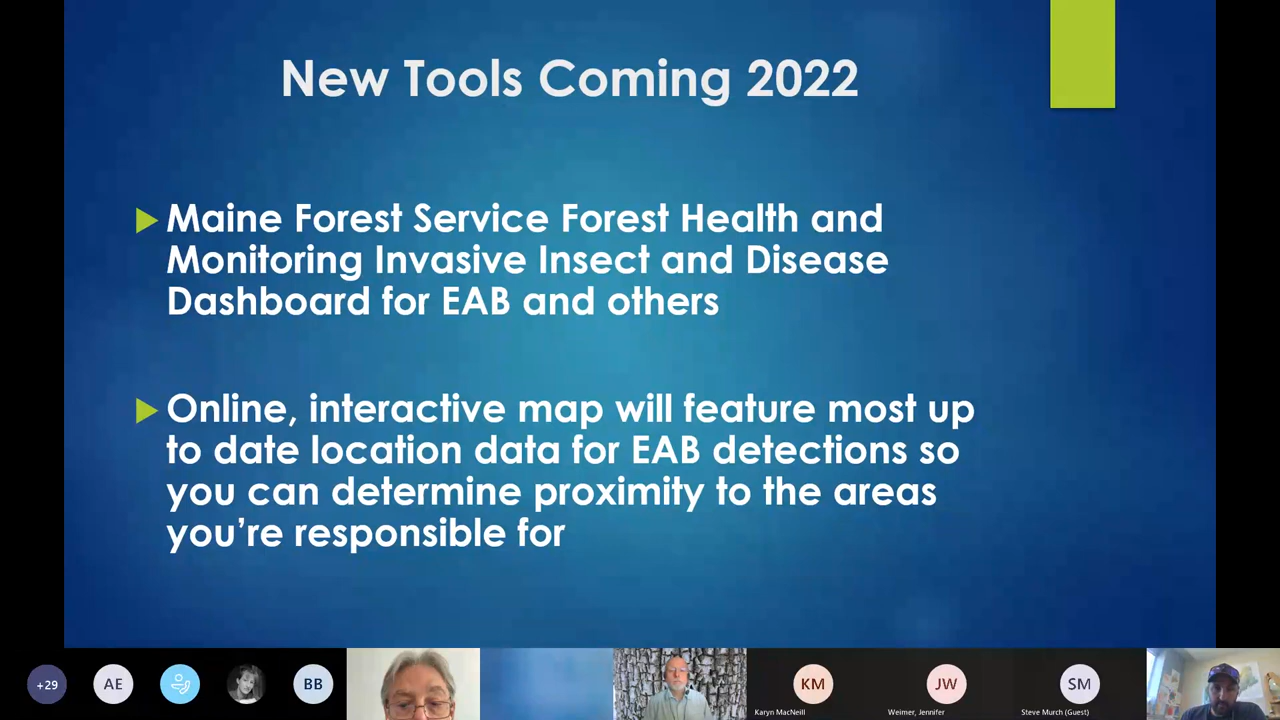 New Tools Coming 2022
Maine Forest Service Forest Health and
Monitoring Invasive Insect and Disease
Dashboard for EAB and others
Online, interactive map will feature most up
to date location data for EAB detections so
you can determine proximity to the areas
you’re responsible for
+29
AE
BB
KM
Karyn MacNeill
JW
Weimer, Jennifer
SM
Steve Murch (Guest)